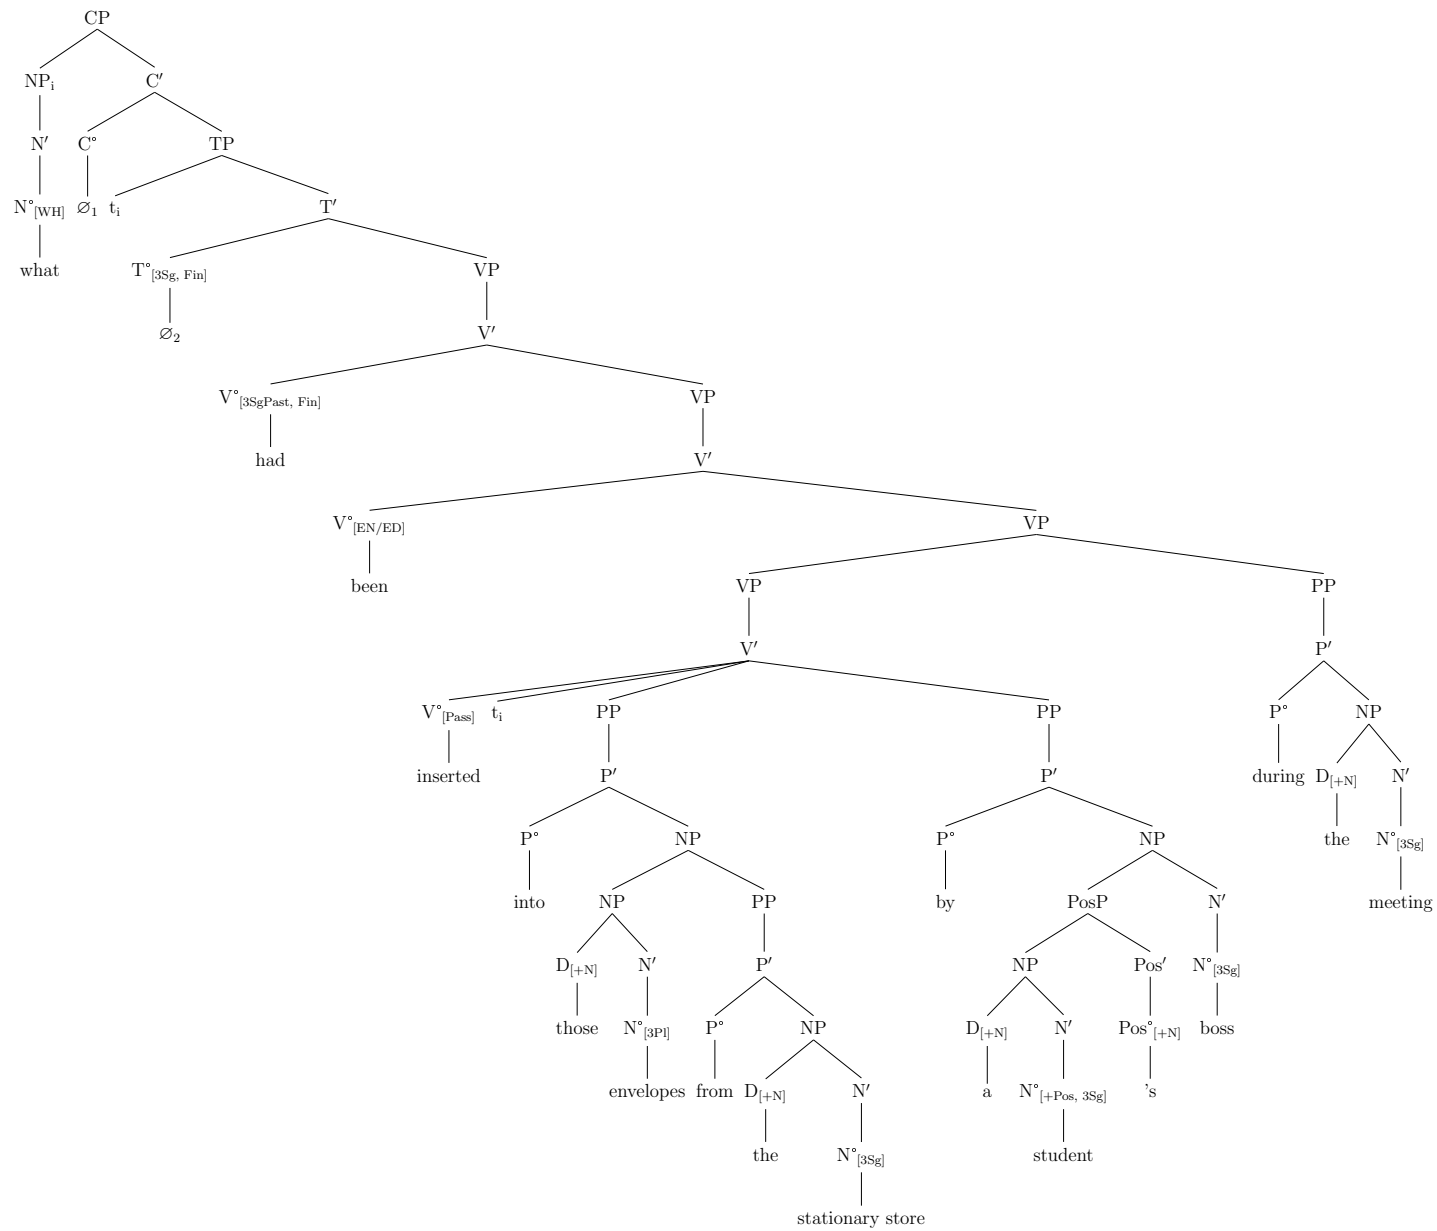 CP
NPi C′
N′ C° TP
N°[WH] ∅1 ti T′
what T°[3Sg, Fin] VP
∅2 V′
V°[3SgPast, Fin] VP
had V′
V°[EN/ED] VP
been VP PP
V′ P′
V°[Pass] ti PP PP P° NP
inserted P′ P′ during D[+N] N′
P° NP P° NP the N°[3Sg]
into NP PP by PosP N′ meeting
D[+N] N′ P′ NP Pos′ N°[3Sg]
those N°[3Pl] P° NP D[+N] N′ Pos°[+N] boss
envelopes from D[+N] N′ a N°[+Pos, 3Sg] 's
the N°[3Sg] student
stationary store